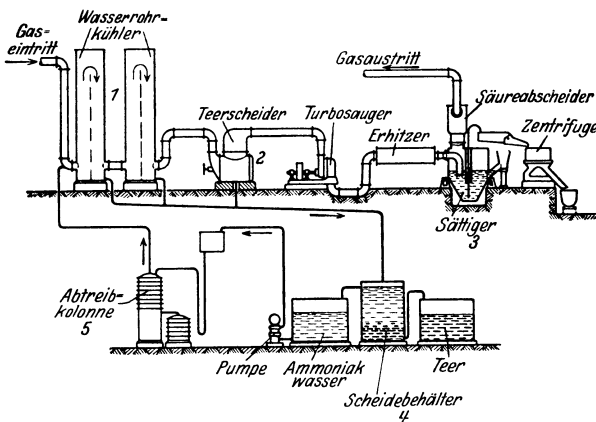 Gas-
eintritt
Wasserrohr-
kühler
1
Teerscheider
2
Turbosauger
Erhitzer
Gasaustritt
Säureabscheider
Zentrifuge
Sättiger
3
Abtreib-
kolonne
5
Pumpe
Ammoniak
wasser
Scheidebehälter
4
Teer